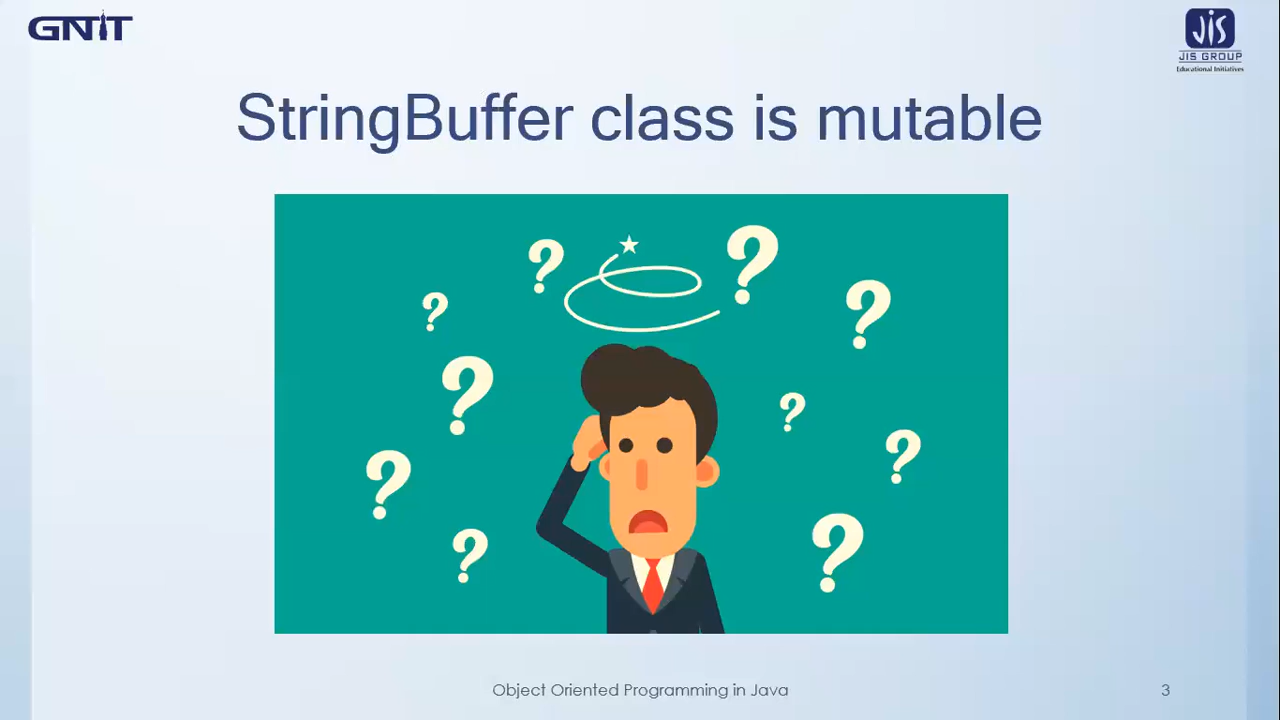 GNIT
JIS
JIS GROUP
Educational Initiatives
StringBuffer class is mutable
? ? ? ? ? ? ? ? ? ? ?
Object Oriented Programming in Java
3